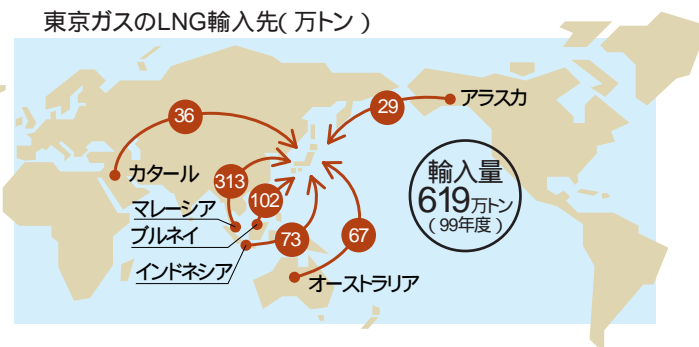 東京ガスのLNG輸入先(万トン)
36
29
アラスカ
カタール
313
102
マレーシア
ブルネイ
73
67
インドネシア
オーストラリア
輸入量
619万トン
(99年度)